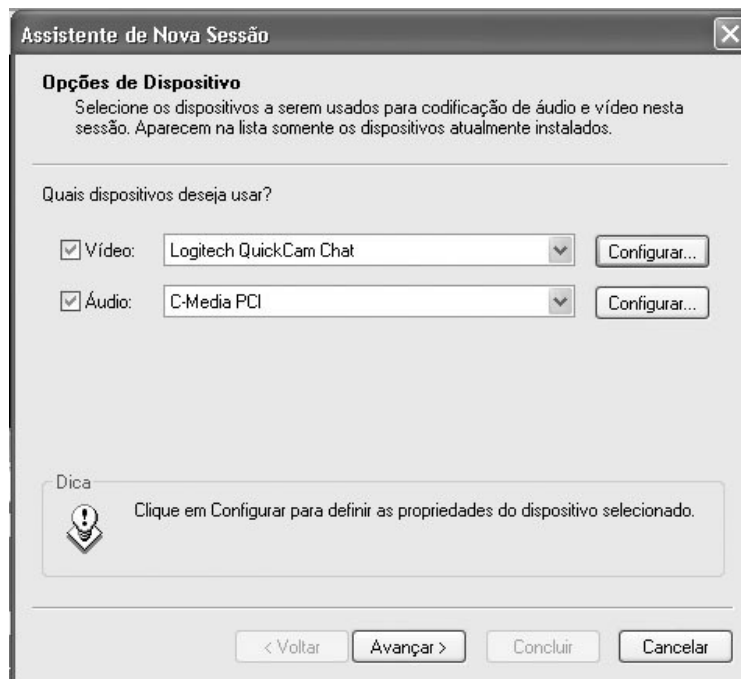 Assistente de Nova Sessão
Opções de Dispositivo
Selecione os dispositivos a serem usados para codificação de áudio e vídeo nesta
sessão. Aparecem na lista somente os dispositivos atualmente instalados.
Quais dispositivos deseja usar?
Vídeo: Logitech QuickCam Chat Configurar...
Áudio: C-Media PCI Configurar...
Dica
Clique em Configurar para definir as propriedades do dispositivo selecionado.
< Voltar Avançar > Concluir Cancelar